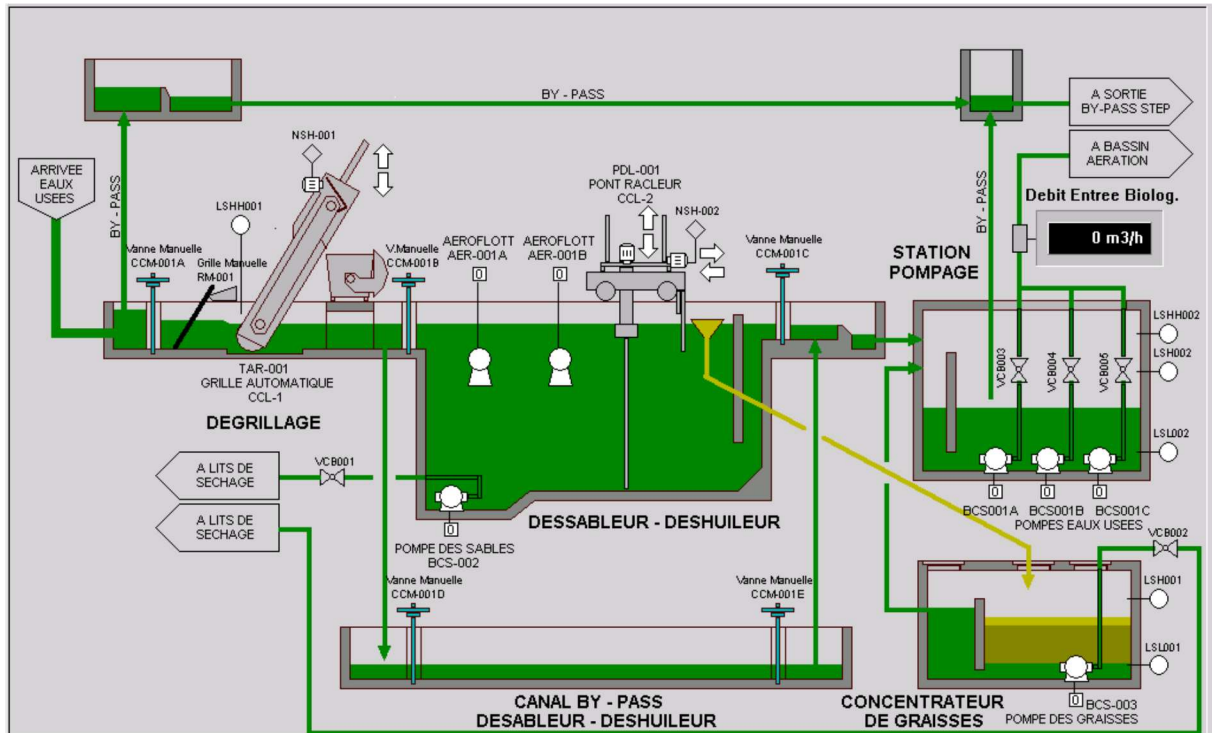 BY - PASS
A SORTIE
BY-PASS STEP
A BASSIN
AERATION
ARRIVEE
EAUX
USEES
BY - PASS
NSH-001
LSHH001
Vanne Manuelle
CCM-001A
Grille Manuelle
RM-001
V.Manuelle
CCM-001B
AEROFLOTT
AER-001A
AEROFLOTT
AER-001B
PDL-001
PONT RACLEUR
CCL-2
NSH-002
Vanne Manuelle
CCM-001C
BY - PASS
Debit Entree Biolog.
0 m3/h
STATION
POMPAGE
0
0
TAR-001
GRILLE AUTOMATIQUE
CCL-1
DEGRILLAGE
LSHH002
LSH002
LSL002
VCB003
VCB004
VCB005
A LITS DE
SECHAGE
VCB001
A LITS DE
SECHAGE
0
POMPE DES SABLES
BCS-002
DESSABLEUR - DESHUILEUR
0
0
0
BCS001A
BCS001B
BCS001C
POMPES EAUX USEES
VCB002
Vanne Manuelle
CCM-001D
Vanne Manuelle
CCM-001E
LSH001
LSL001
CANAL BY - PASS
DESABLEUR - DESHUILEUR
CONCENTRATEUR
DE GRAISSES
0
BCS-003
POMPE DES GRAISSES